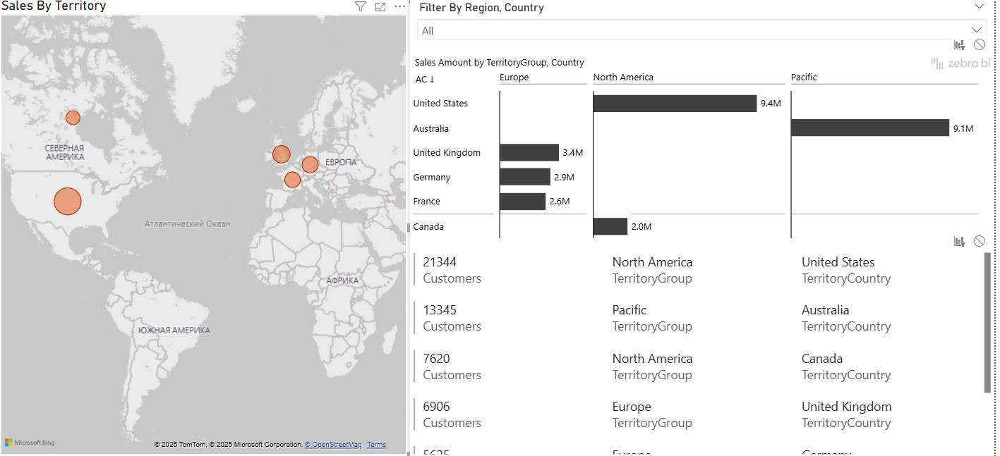 Sales By Territory
СЕВЕРНАЯ
АМЕРИКА
ЕВРОПА
Атлантический Океан
АФРИКА
ЮЖНАЯ АМЕРИКА
Microsoft Bing
© 2025 TomTom, © 2025 Microsoft Corporation, © OpenStreetMap Terms
Filter By Region, Country
All
Sales Amount by TerritoryGroup, Country
zebra bi
AC ↓ Europe North America Pacific
United States 9.4M
Australia 9.1M
United Kingdom 3.4M
Germany 2.9M
France 2.6M
Canada 2.0M
21344 North America United States
Customers TerritoryGroup TerritoryCountry
13345 Pacific Australia
Customers TerritoryGroup TerritoryCountry
7620 North America Canada
Customers TerritoryGroup TerritoryCountry
6906 Europe United Kingdom
Customers TerritoryGroup TerritoryCountry